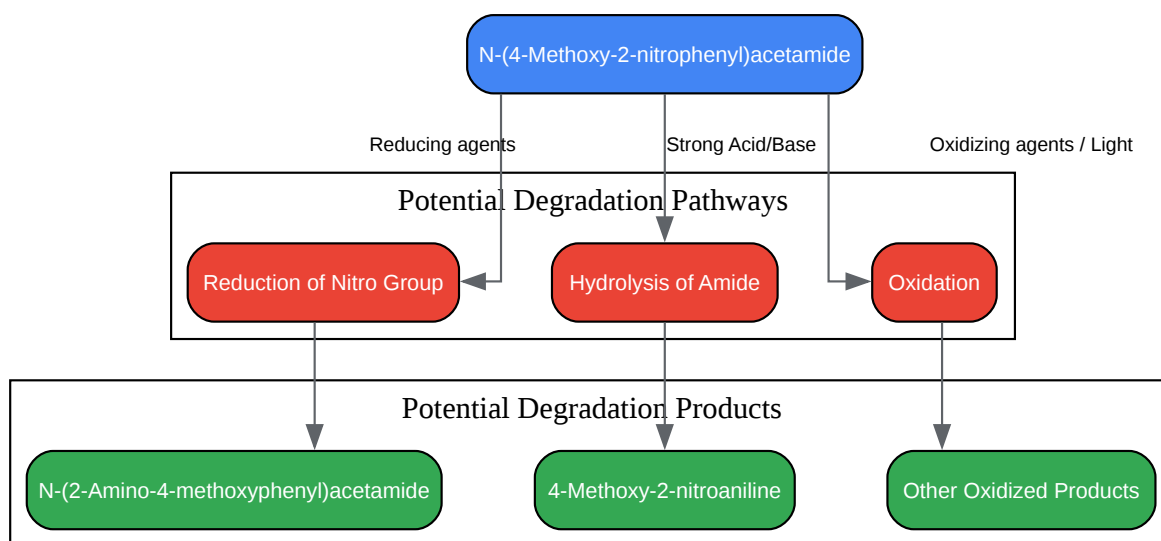 N-(4-Methoxy-2-nitrophenyl)acetamide
Reducing agents
Strong Acid/Base
Oxidizing agents / Light
Potential Degradation Pathways
Reduction of Nitro Group
Hydrolysis of Amide
Oxidation
Potential Degradation Products
N-(2-Amino-4-methoxyphenyl)acetamide
4-Methoxy-2-nitroaniline
Other Oxidized Products